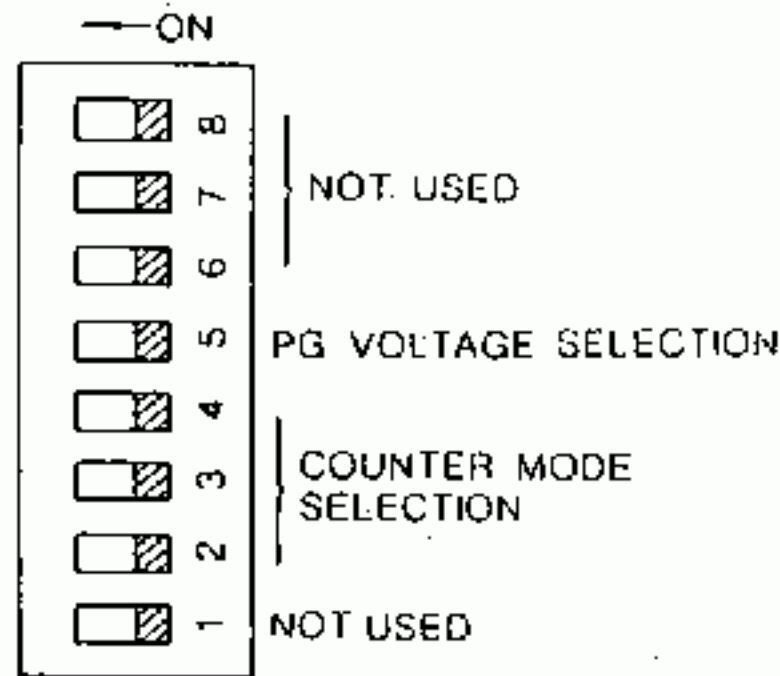 ON
8
7
NOT USED
6
5 PG VOLTAGE SELECTION
4
3 COUNTER MODE
SELECTION
2
1 NOT USED